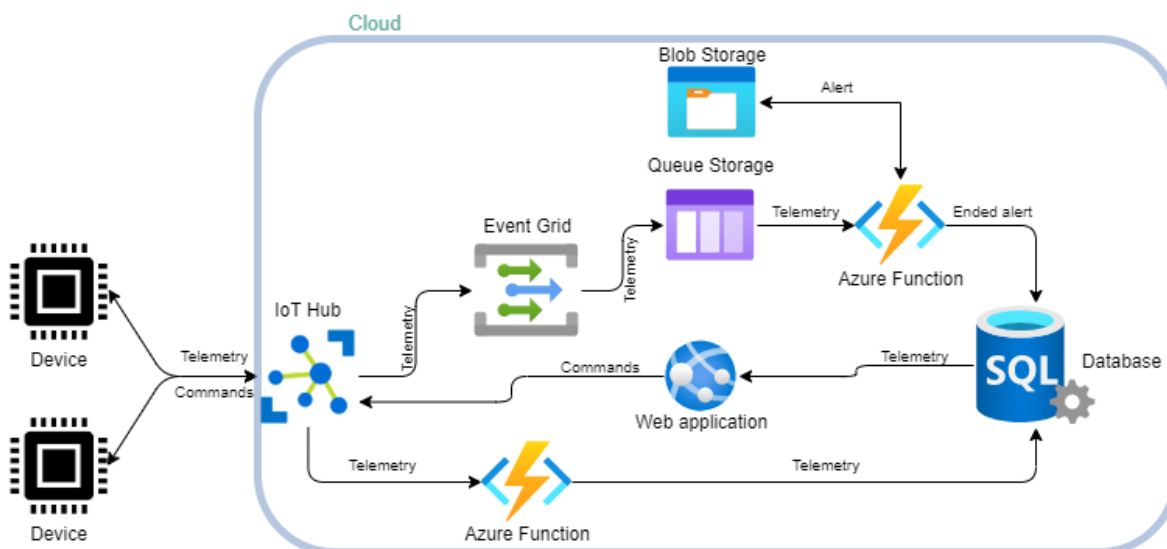 Cloud
Blob Storage
Alert
Queue Storage
Telemetry
Ended alert
Event Grid
Telemetry
Azure Function
IoT Hub
Telemetry
Device
Telemetry
Commands
Commands
Telemetry
SQL
Database
Web application
Telemetry
Telemetry
Azure Function
Device